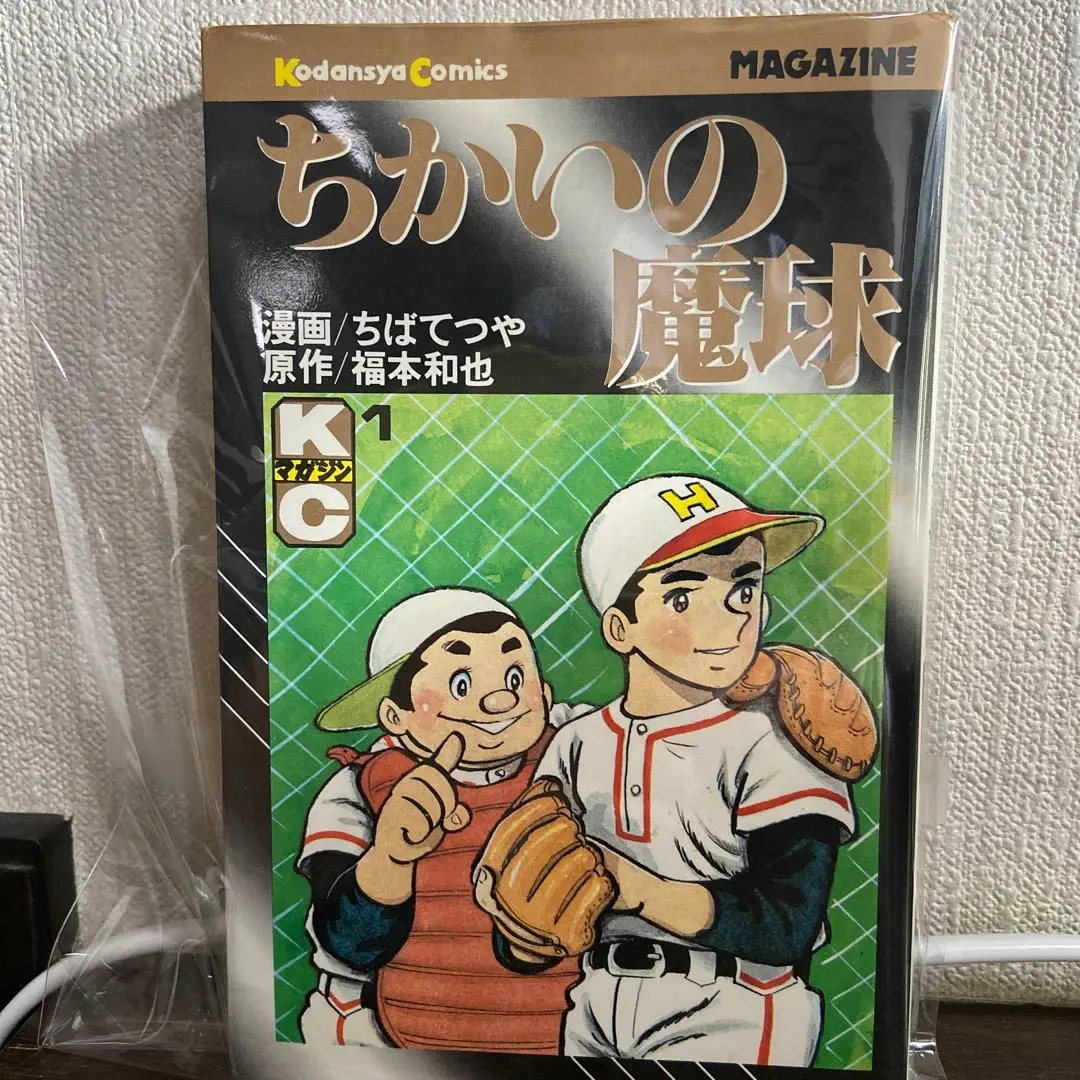 Kodansya Comics MAGAZINE
ちかいの
魔球
漫画/ちばてつや
原作/福本和也
K
マガジン
C
1
H